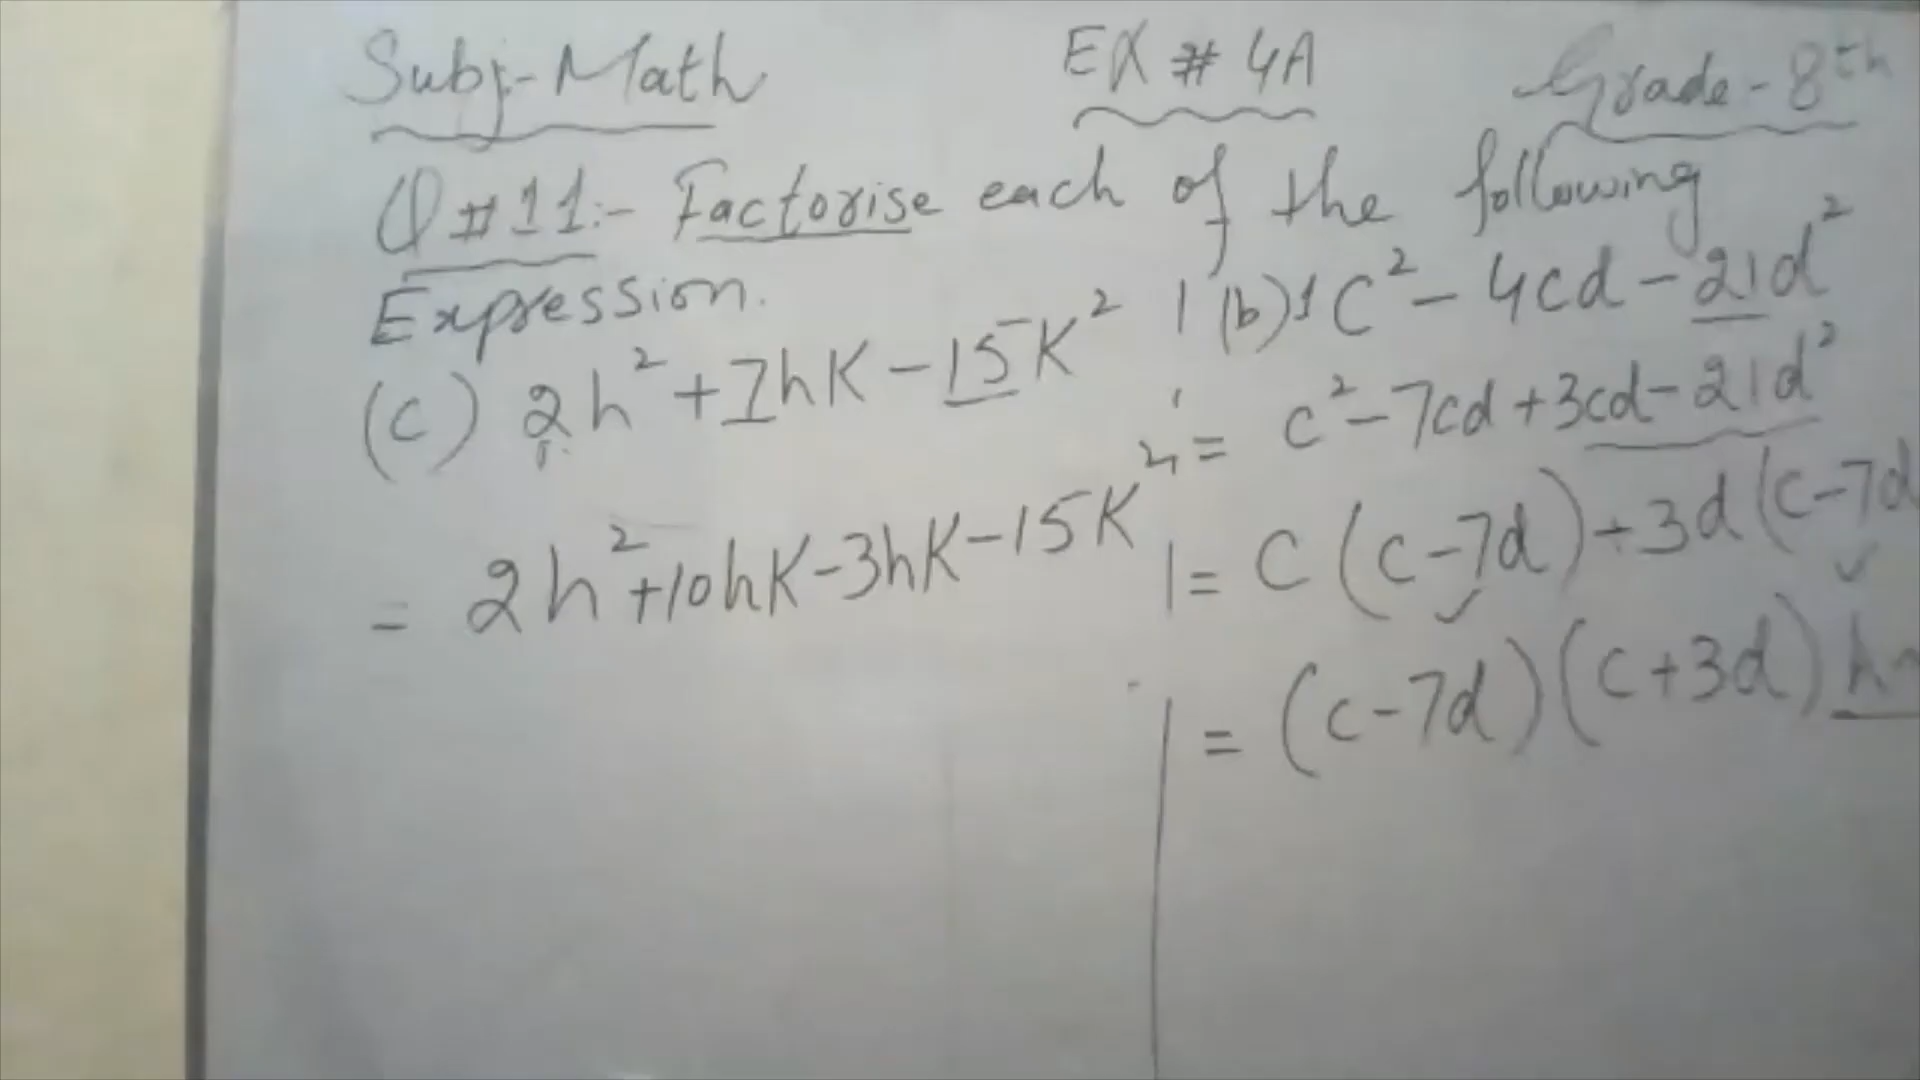 Subj-Math
EX # 4A
Grade-8th
Q#11:- Factorise each of the following
Expression.
(c) 2h²+7hK-15K²
= 2h²+10hK-3hK-15K²
(b) 1c²-4cd-21d²
= c²-7cd+3cd-21d²
= c(c-7d)+3d(c-7d
= (c-7d)(c+3d)